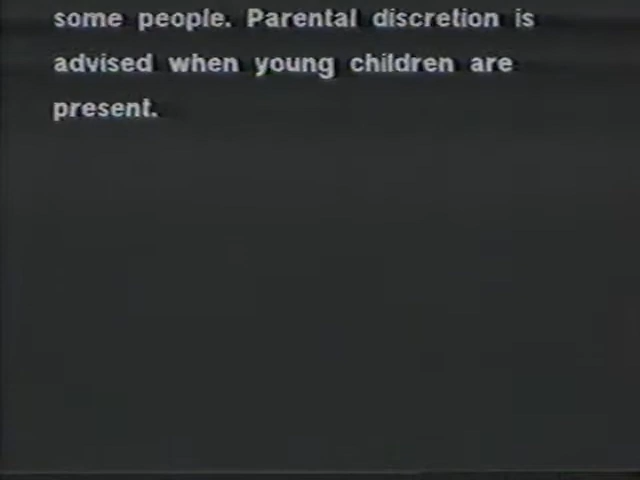 some people. Parental discretion is
advised when young children are
present.